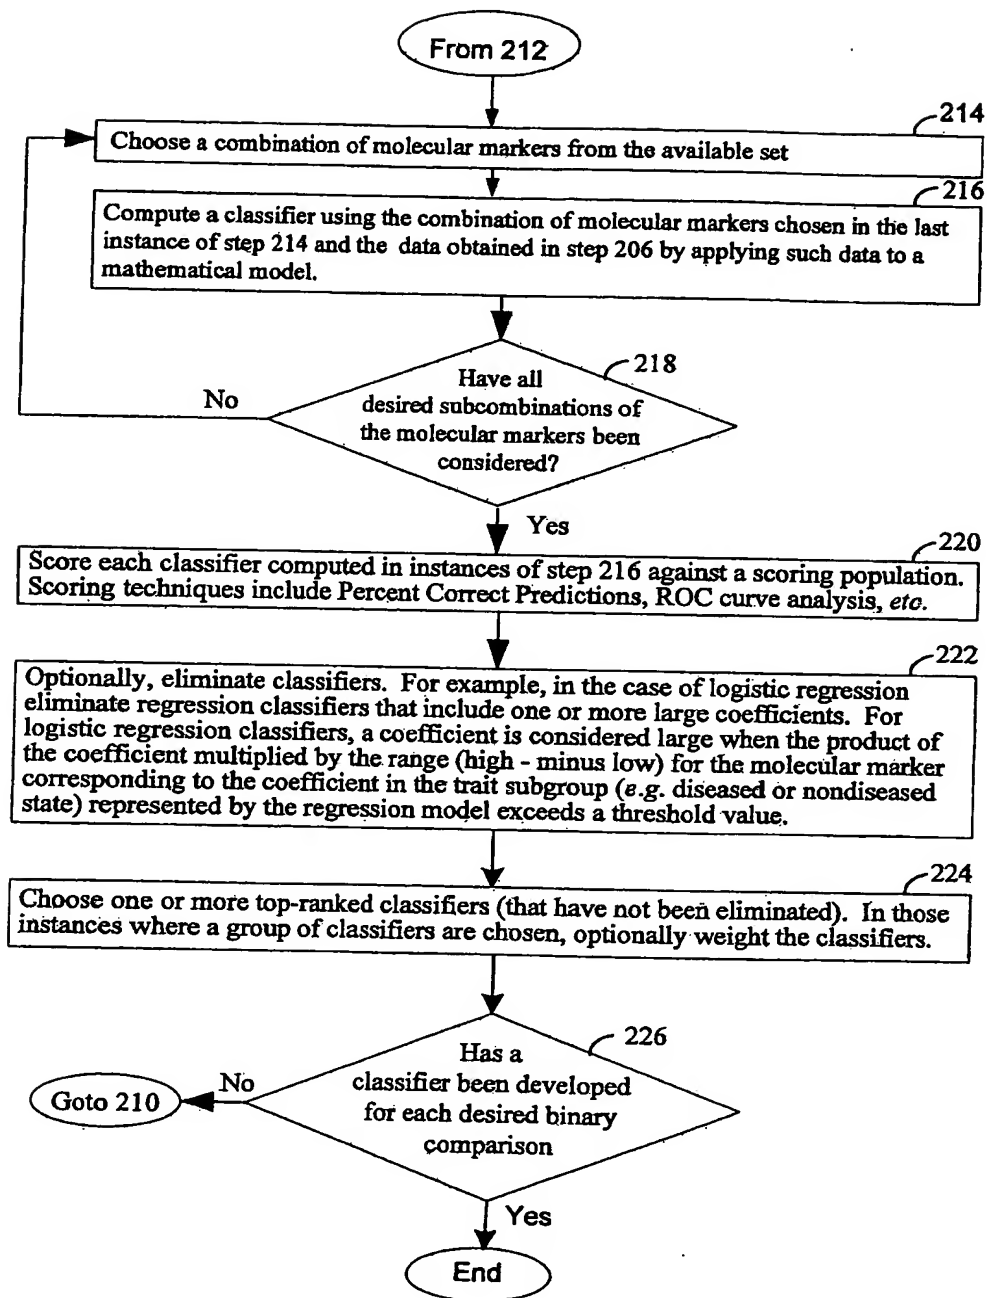 From 212
214
Choose a combination of molecular markers from the available set
216
Compute a classifier using the combination of molecular markers chosen in the last
instance of step 214 and the data obtained in step 206 by applying such data to a
mathematical model.
218
Have all
desired subcombinations of
the molecular markers been
considered?
No
Yes
220
Score each classifier computed in instances of step 216 against a scoring population.
Scoring techniques include Percent Correct Predictions, ROC curve analysis, etc.
222
Optionally, eliminate classifiers. For example, in the case of logistic regression
eliminate regression classifiers that include one or more large coefficients. For
logistic regression classifiers, a coefficient is considered large when the product of
the coefficient multiplied by the range (high - minus low) for the molecular marker
corresponding to the coefficient in the trait subgroup (e.g. diseased or nondiseased
state) represented by the regression model exceeds a threshold value.
224
Choose one or more top-ranked classifiers (that have not been eliminated). In those
instances where a group of classifiers are chosen, optionally weight the classifiers.
226
Has a
classifier been developed
for each desired binary
comparison
No
Goto 210
Yes
End